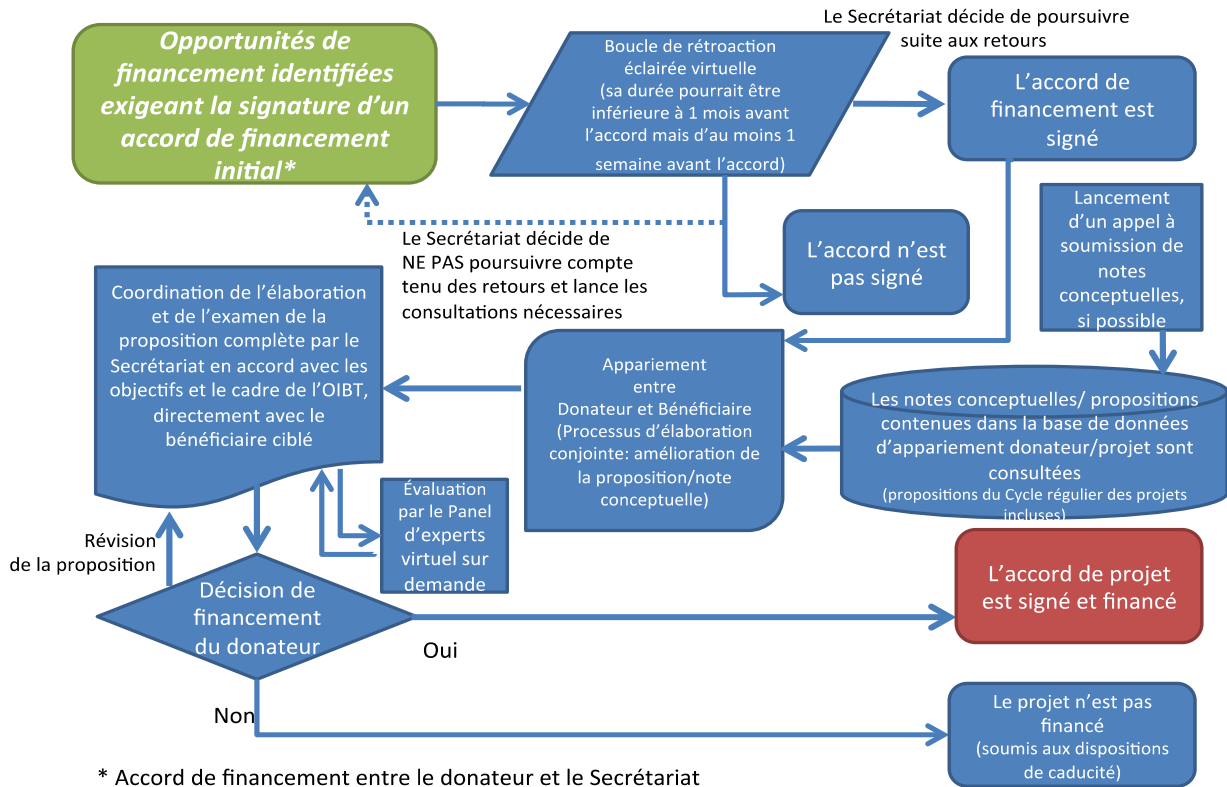 Opportunités de
financement identifiées
exigeant la signature d’un
accord de financement
initial*
Boucle de rétroaction
éclairée virtuelle
(sa durée pourrait être
inférieure à 1 mois avant
l’accord mais d’au moins 1
semaine avant l’accord)
Le Secrétariat décide de poursuivre
suite aux retours
L’accord de
financement est
signé
Le Secrétariat décide de
NE PAS poursuivre compte
tenu des retours et lance les
consultations nécessaires
L’accord n’est
pas signé
Lancement
d’un appel à
soumission de
notes
conceptuelles,
si possible
Les notes conceptuelles/ propositions
contenues dans la base de données
d’appariement donateur/projet sont
consultées
(propositions du Cycle régulier des projets
incluses)
Appariement
entre
Donateur et Bénéficiaire
(Processus d’élaboration
conjointe: amélioration de
la proposition/note
conceptuelle)
Coordination de l’élaboration
et de l’examen de la
proposition complète par le
Secrétariat en accord avec les
objectifs et le cadre de l’OIBT,
directement avec le
bénéficiaire ciblé
Évaluation
par le Panel
d’experts
virtuel sur
demande
Révision
de la proposition
Décision de
financement
du donateur
Oui
L’accord de projet
est signé et financé
Non
Le projet n’est pas
financé
(soumis aux dispositions
de caducité)
* Accord de financement entre le donateur et le Secrétariat